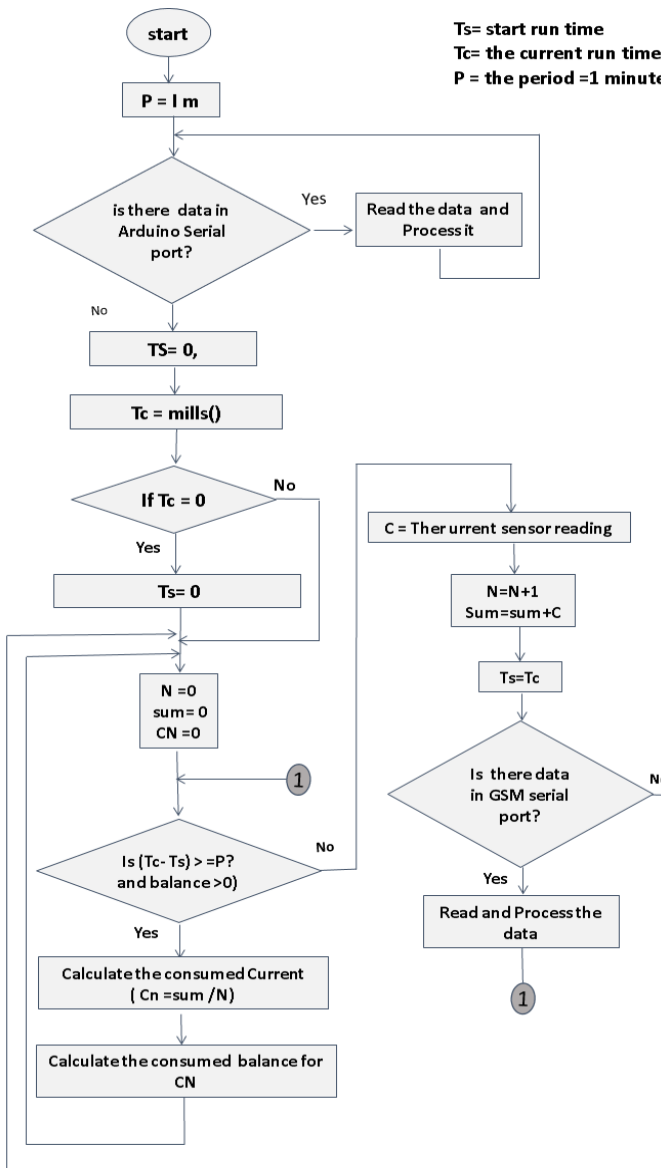 start
Ts= start run time
Tc= the current run time
P = the period =1 minute
P = I m
is there data in
Arduino Serial
port?
Yes
Read the data and
Process it
No
TS= 0,
Tc = mills()
If Tc = 0
No
Yes
Ts= 0
N =0
sum= 0
CN =0
1
Is (Tc- Ts) > =P?
and balance >0)
No
Yes
Calculate the consumed Current
( Cn =sum /N)
Calculate the consumed balance for
CN
C = Ther urrent sensor reading
N=N+1
Sum=sum+C
Ts=Tc
Is there data
in GSM serial
port?
Yes
Read and Process the
data
1